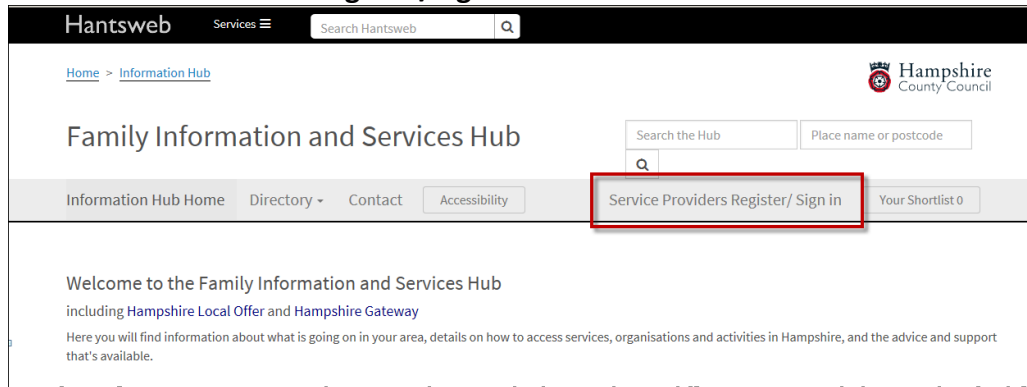 Hantsweb Services Search Hantsweb
Home > Information Hub
Hampshire
County Council
Family Information and Services Hub
Search the Hub Place name or postcode
Information Hub Home Directory Contact Accessibility Service Providers Register/ Sign in Your Shortlist 0
Welcome to the Family Information and Services Hub
including Hampshire Local Offer and Hampshire Gateway
Here you will find information about what is going on in your area, details on how to access services, organisations and activities in Hampshire, and the advice and support
that's available.